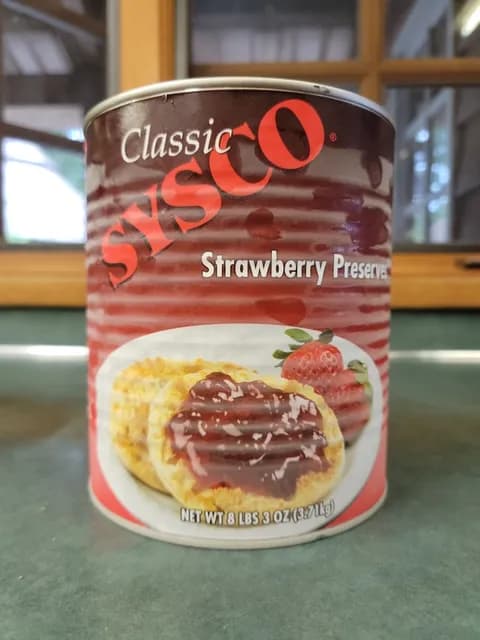 Classic
SYSCO®
Strawberry Preserves
NET WT 8 LBS 3 OZ (3.71kg)